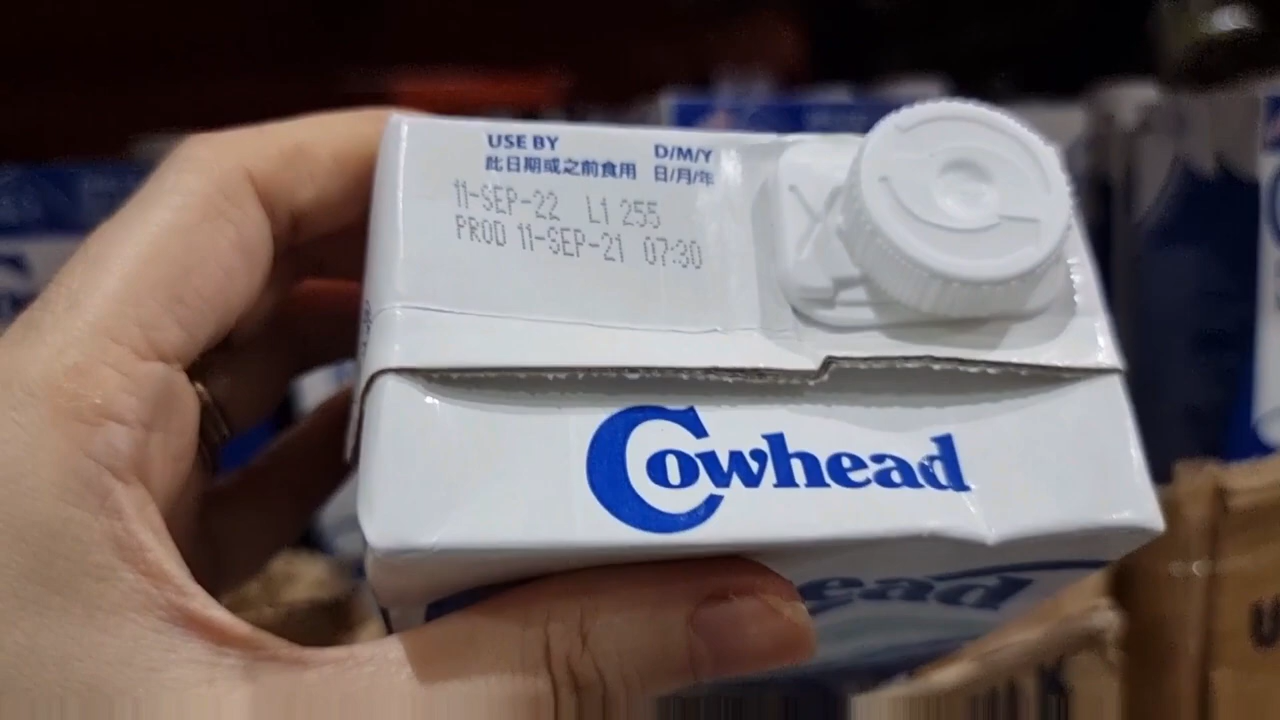 USE BY D/M/Y
此日期或之前食用 日/月/年
11-SEP-22 L1 255
PROD 11-SEP-21 07:30
Cowhead
ead